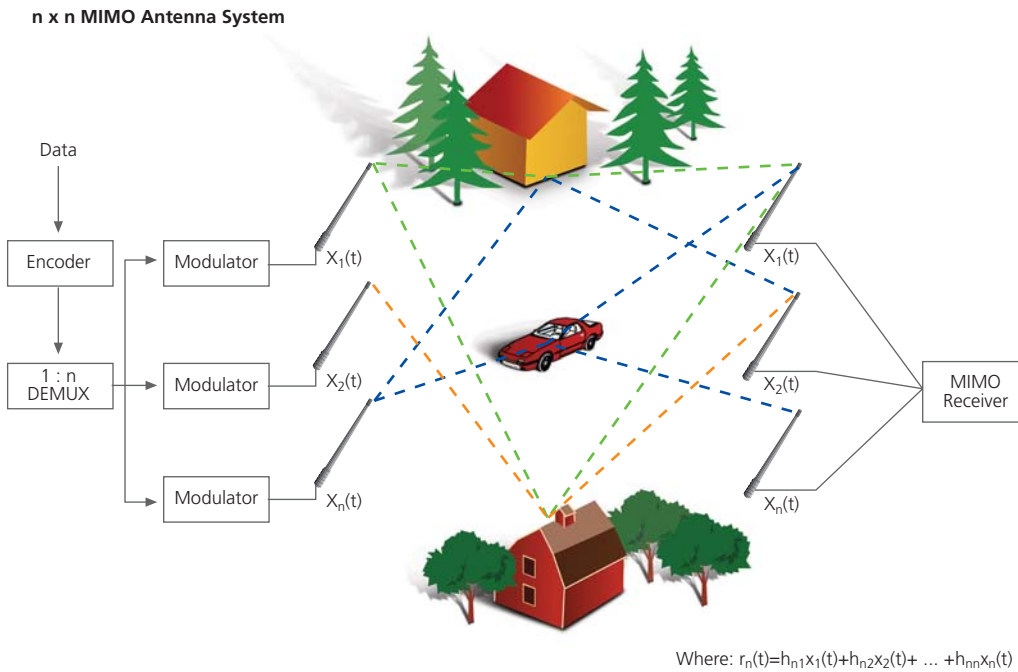 n x n MIMO Antenna System
Data
Encoder
1 : n
DEMUX
Modulator
X₁(t)
Modulator
X₂(t)
Modulator
Xₙ(t)
X₁(t)
X₂(t)
Xₙ(t)
MIMO
Receiver
Where: rₙ(t)=hₙ₁x₁(t)+hₙ₂x₂(t)+ ... +hₙₙxₙ(t)